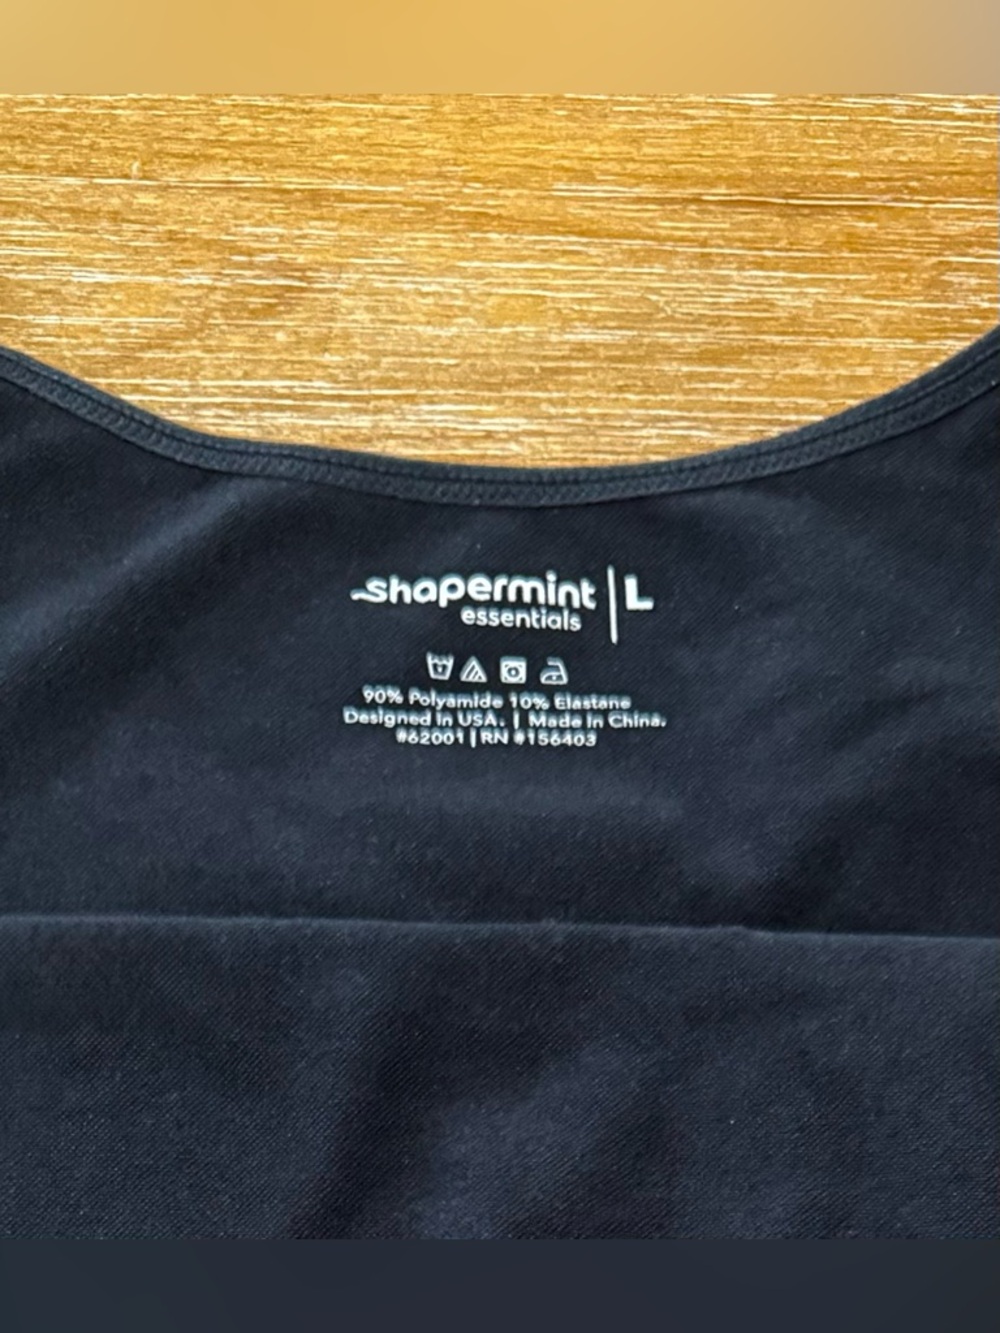 shapermint | L
essentials
90% Polyamide 10% Elastane
Designed in USA. | Made in China.
#62001 | RN #156403